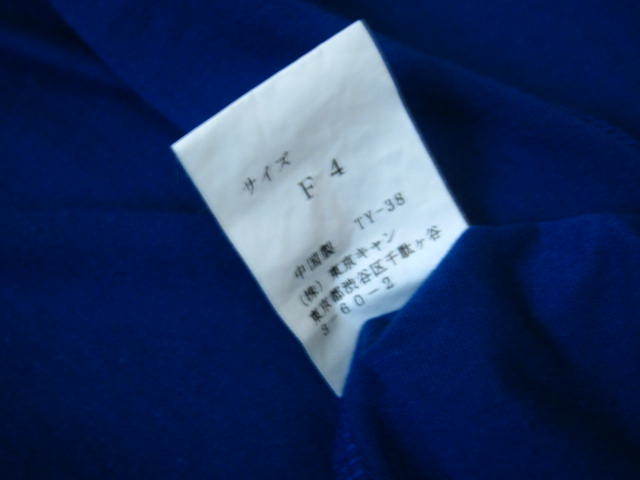 サイズ
F 4
中国製 TY-38
(株)東京キャン
東京都渋谷区千駄ヶ谷
3-60-2